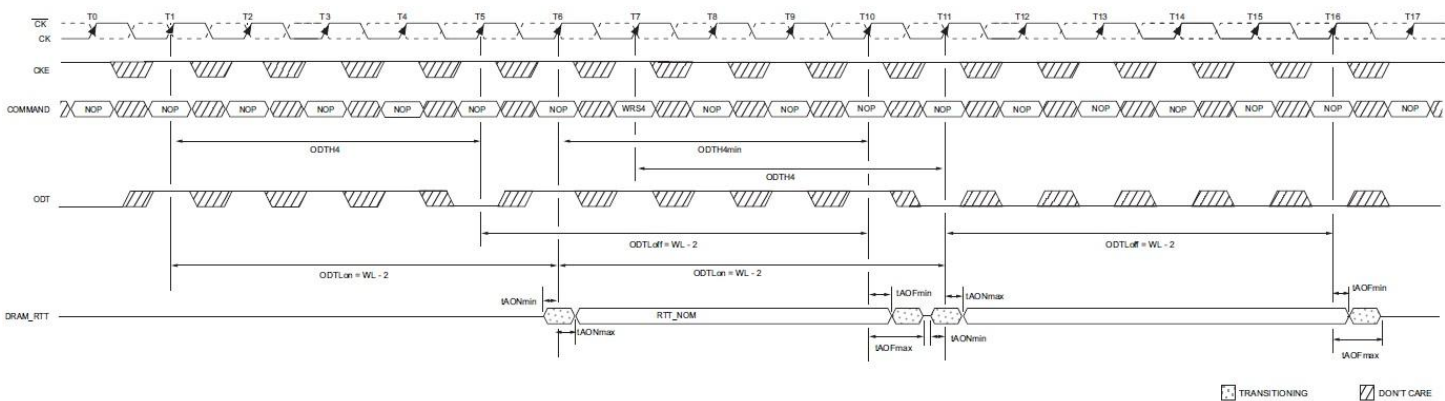 T0 T1 T2 T3 T4 T5 T6 T7 T8 T9 T10 T11 T12 T13 T14 T15 T16 T17
CK
CK
CKE
COMMAND NOP NOP NOP NOP NOP NOP NOP WRS4 NOP NOP NOP NOP NOP NOP NOP NOP NOP NOP
ODTH4 ODTH4min
ODTH4
ODT
ODTLoff = WL - 2 ODTLoff = WL - 2
ODTLon = WL - 2 ODTLon = WL - 2
tAONmin tAOFmin tAONmax tAOFmin
DRAM_RTT RTT_NOM
tAONmax tAONmin
tAOFmax tAOFmax
TRANSITIONING DON'T CARE